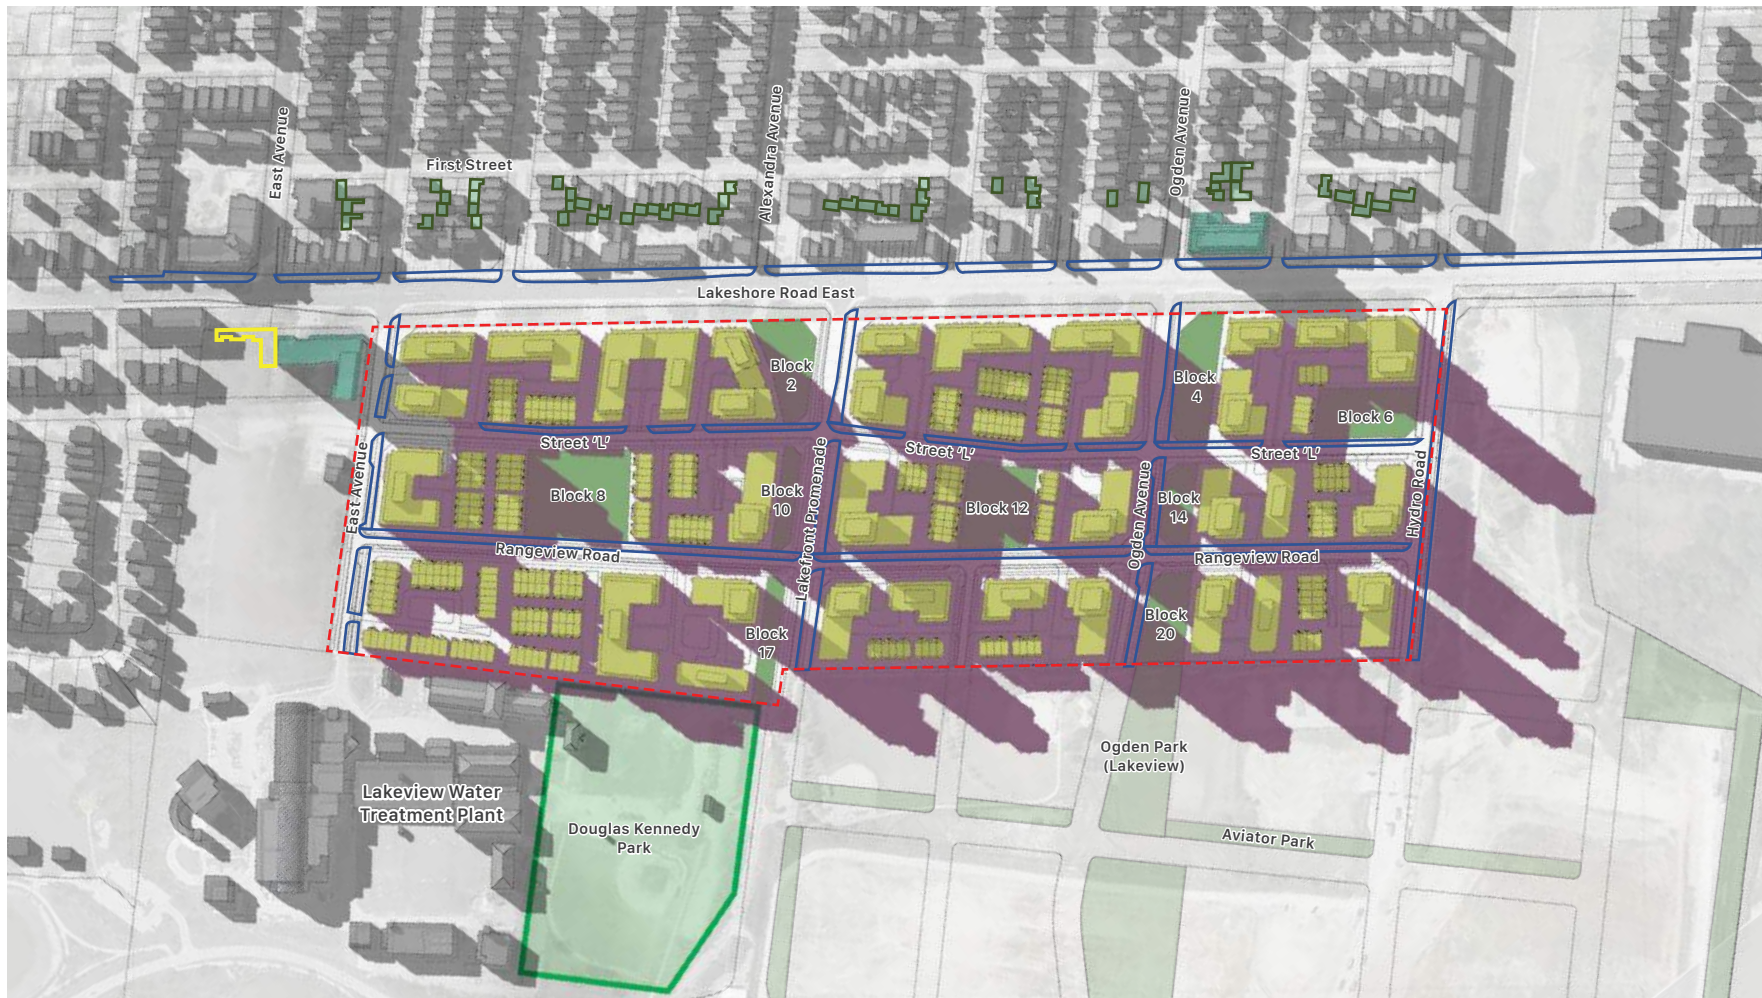 East Avenue
First Street
Alexandra Avenue
Ogden Avenue
Lakeshore Road East
Block
2
Block
4
Block 6
Street ‘L’
Street ‘L’
Street ‘L’
East Avenue
Block 8
Block
10
Lakefront Promenade
Block 12
Ogden Avenue
Block
14
Hydro Road
Rangeview Road
Rangeview Road
Block
17
Block
20
Ogden Park
(Lakeview)
Lakeview Water
Treatment Plant
Douglas Kennedy
Park
Aviator Park